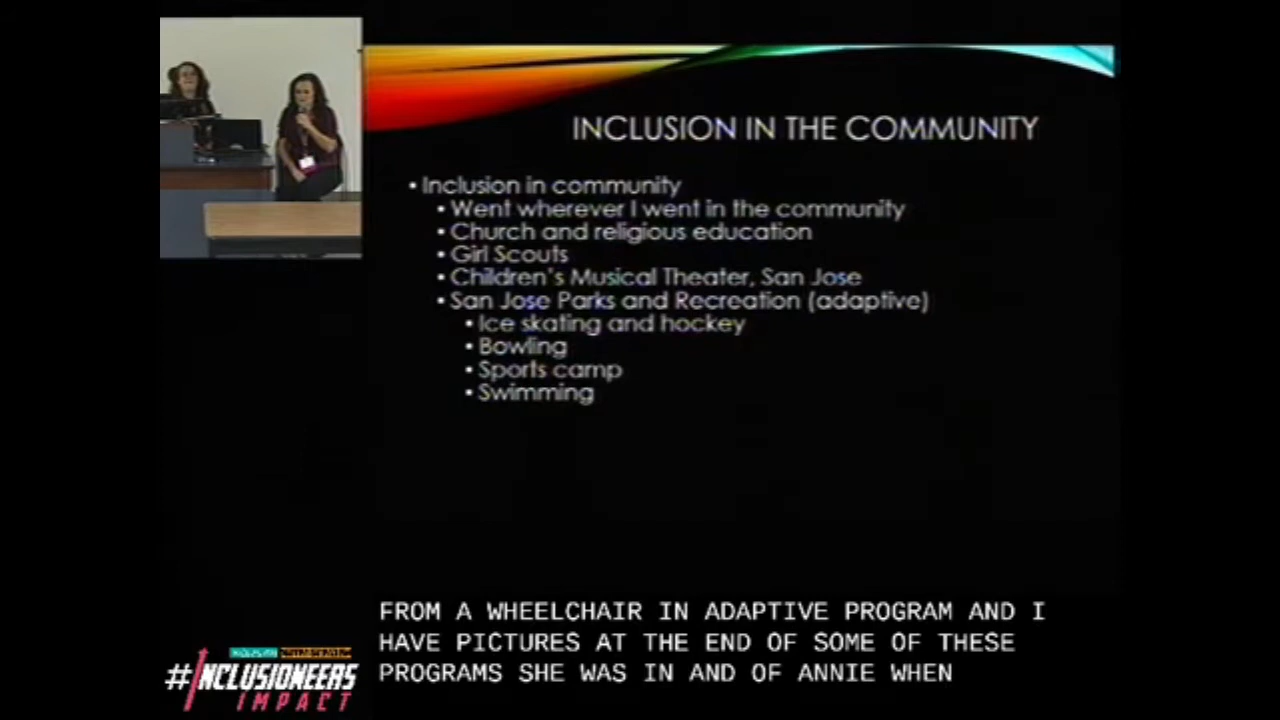 INCLUSION IN THE COMMUNITY
• Inclusion in community
• Went wherever I went in the community
• Church and religious education
• Girl Scouts
• Children's Musical Theater, San Jose
• San Jose Parks and Recreation (adaptive)
• Ice skating and hockey
• Bowling
• Sports camp
• Swimming
FROM A WHEELCHAIR IN ADAPTIVE PROGRAM AND I
HAVE PICTURES AT THE END OF SOME OF THESE
PROGRAMS SHE WAS IN AND OF ANNIE WHEN
#INCLUSIONEERS
IMPACT